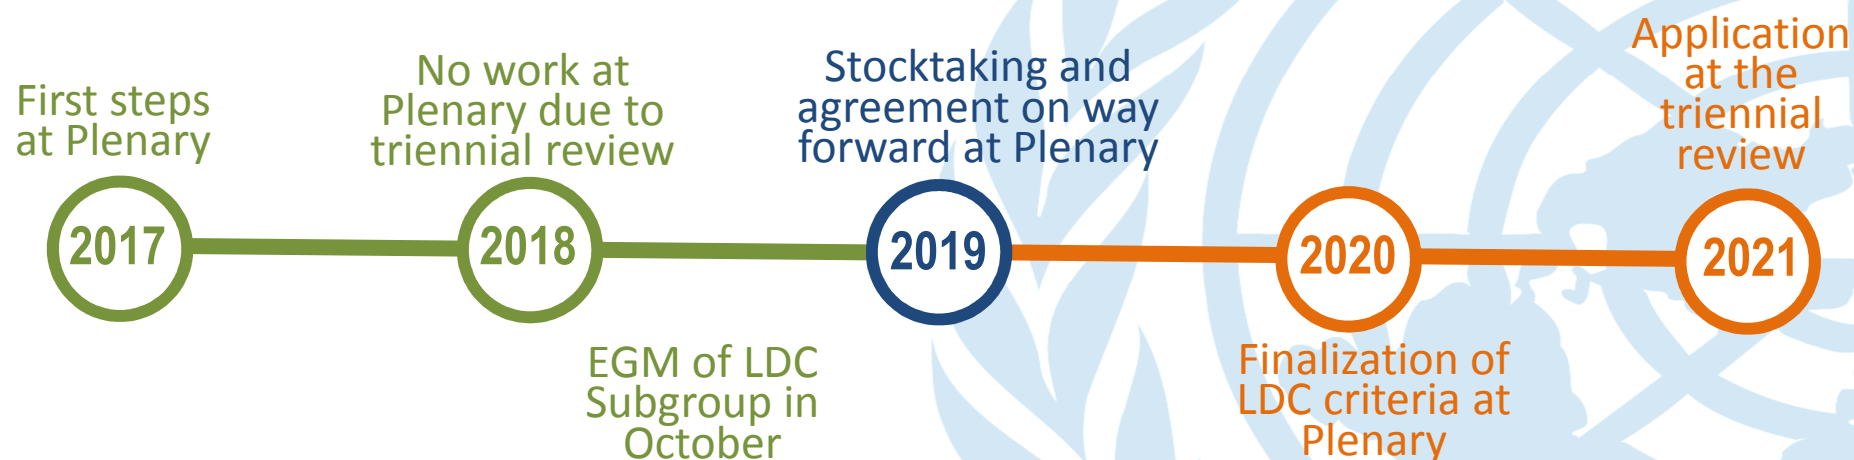 First steps
at Plenary
2017
No work at
Plenary due to
triennial review
2018
EGM of LDC
Subgroup in
October
Stocktaking and
agreement on way
forward at Plenary
2019
2020
Finalization of
LDC criteria at
Plenary
Application
at the
triennial
review
2021